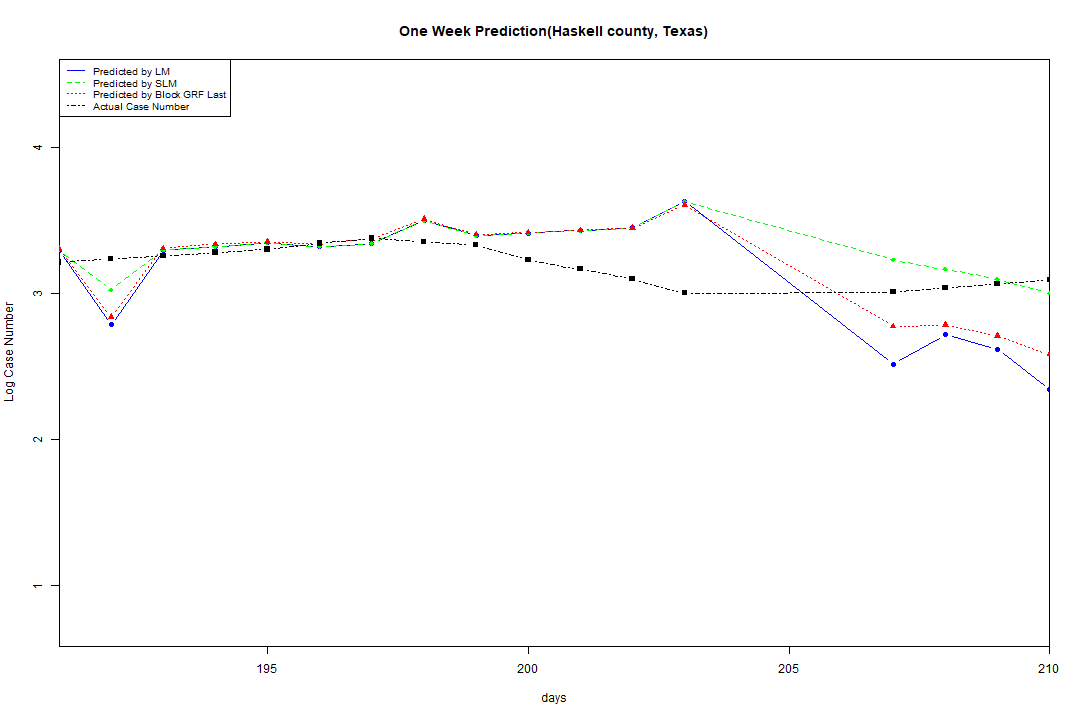 One Week Prediction(Haskell county, Texas)
Predicted by LM
Predicted by SLM
Predicted by Block GRF Last
Actual Case Number
4
3
2
1
Log Case Number
195 200 205 210
days